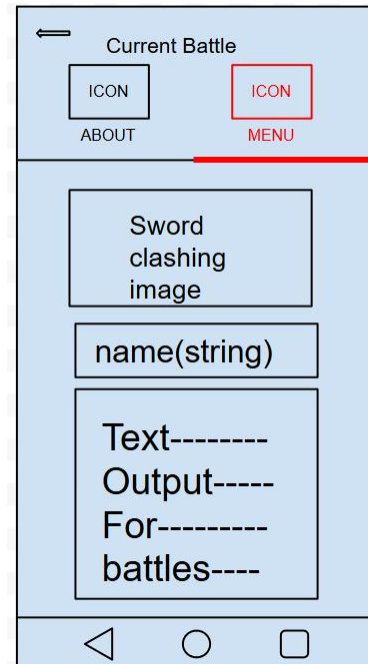 Current Battle
ICON
ICON
ABOUT
MENU
Sword
clashing
image
name(string)
Text--------
Output-----
For---------
battles----